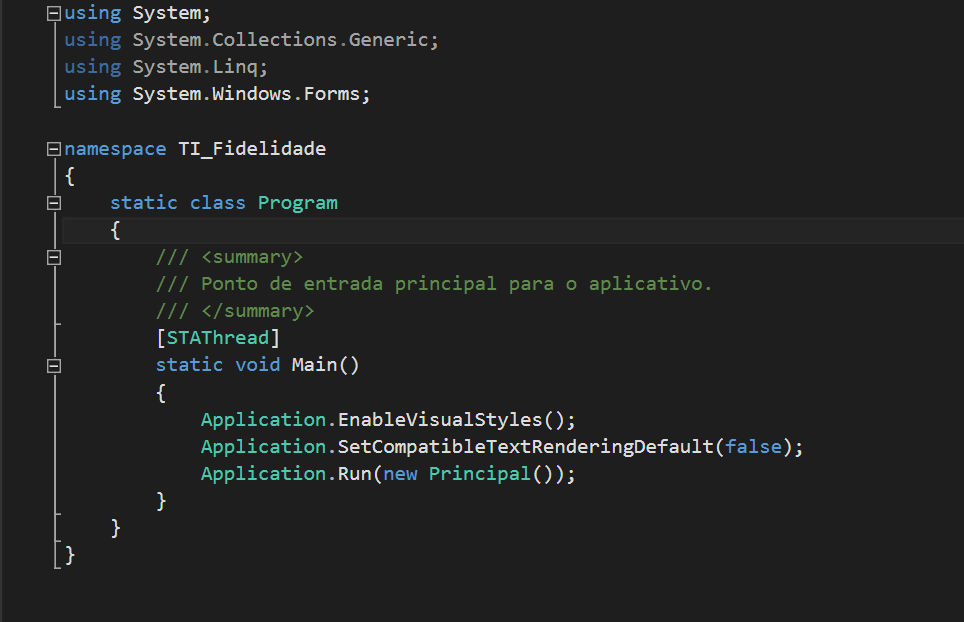 using System;
using System.Collections.Generic;
using System.Linq;
using System.Windows.Forms;

namespace TI_Fidelidade
{
    static class Program
    {
        /// <summary>
        /// Ponto de entrada principal para o aplicativo.
        /// </summary>
        [STAThread]
        static void Main()
        {
            Application.EnableVisualStyles();
            Application.SetCompatibleTextRenderingDefault(false);
            Application.Run(new Principal());
        }
    }
}